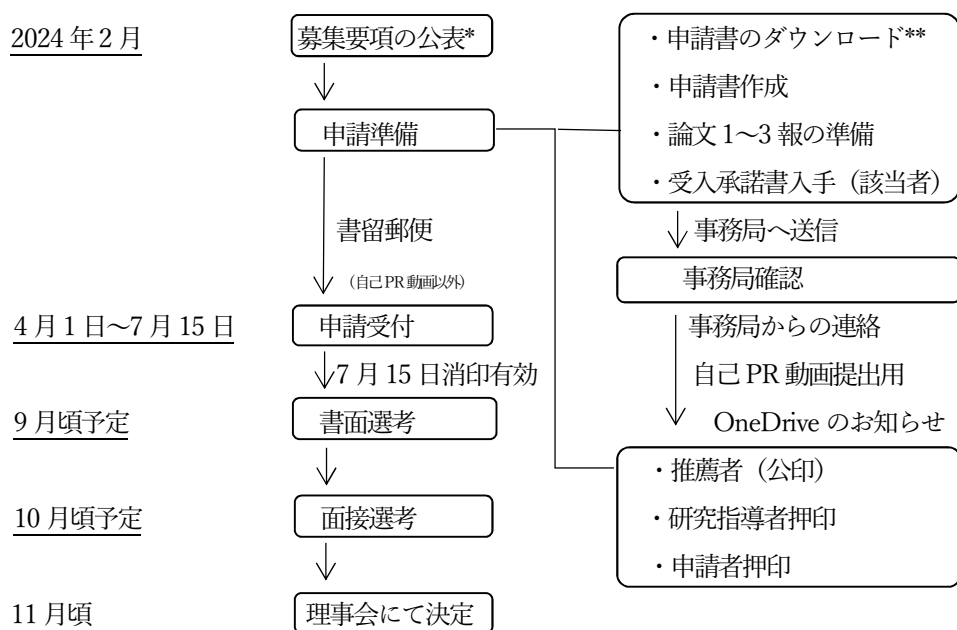 2024年2月
募集要項の公表*
申請準備
書留郵便
(自己PR動画以外)
4月1日～7月15日
申請受付
7月15日消印有効
9月頃予定
書面選考
10月頃予定
面接選考
11月頃
理事会にて決定
・申請書のダウンロード**
・申請書作成
・論文1～3報の準備
・受入承諾書入手（該当者）
事務局へ送信
事務局確認
事務局からの連絡
自己PR動画提出用
OneDriveのお知らせ
・推薦者（公印）
・研究指導者押印
・申請者押印